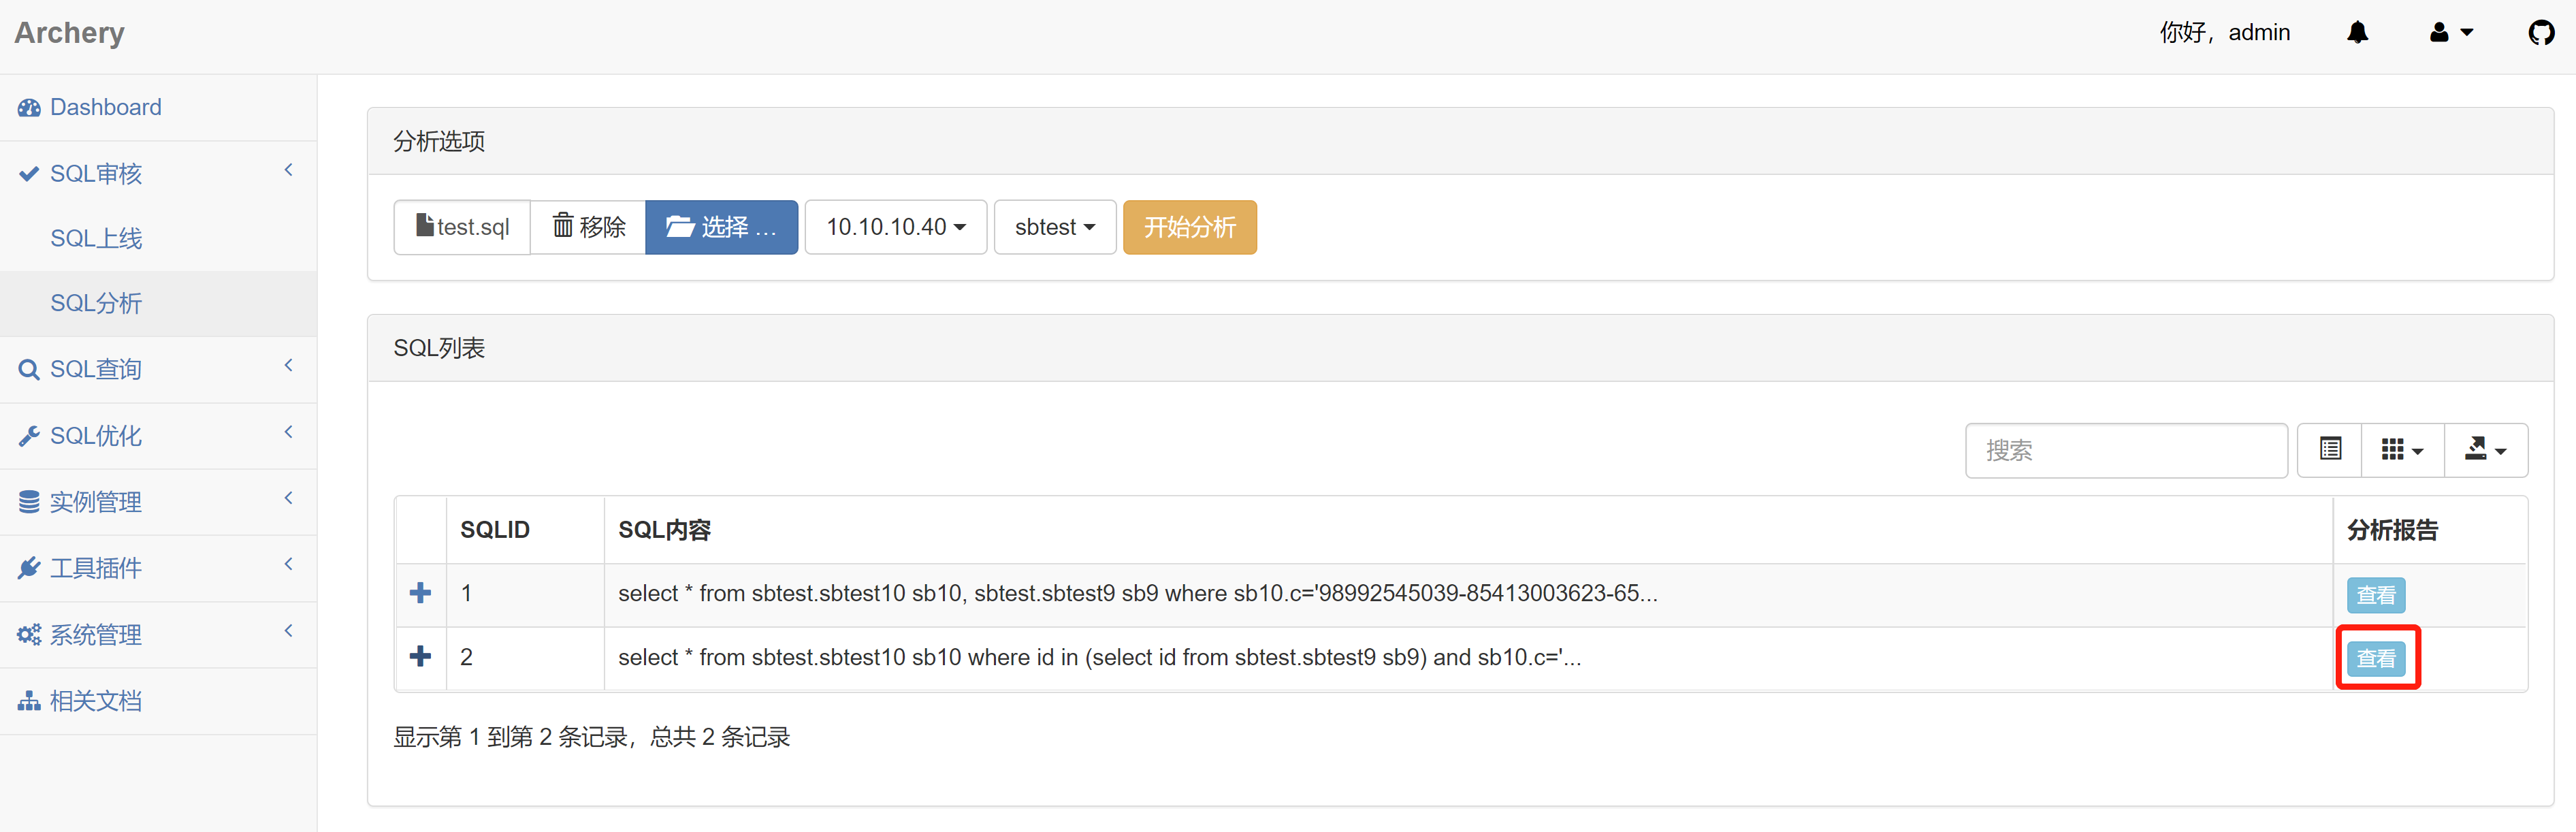 Archery
你好，admin
Dashboard
SQL审核
SQL上线
SQL分析
SQL查询
SQL优化
实例管理
工具插件
系统管理
相关文档
分析选项
test.sql 移除 选择 … 10.10.10.40 sbtest 开始分析
SQL列表
搜索
SQLID SQL内容 分析报告
1 select * from sbtest.sbtest10 sb10, sbtest.sbtest9 sb9 where sb10.c='98992545039-85413003623-65... 查看
2 select * from sbtest.sbtest10 sb10 where id in (select id from sbtest.sbtest9 sb9) and sb10.c='... 查看
显示第 1 到第 2 条记录，总共 2 条记录